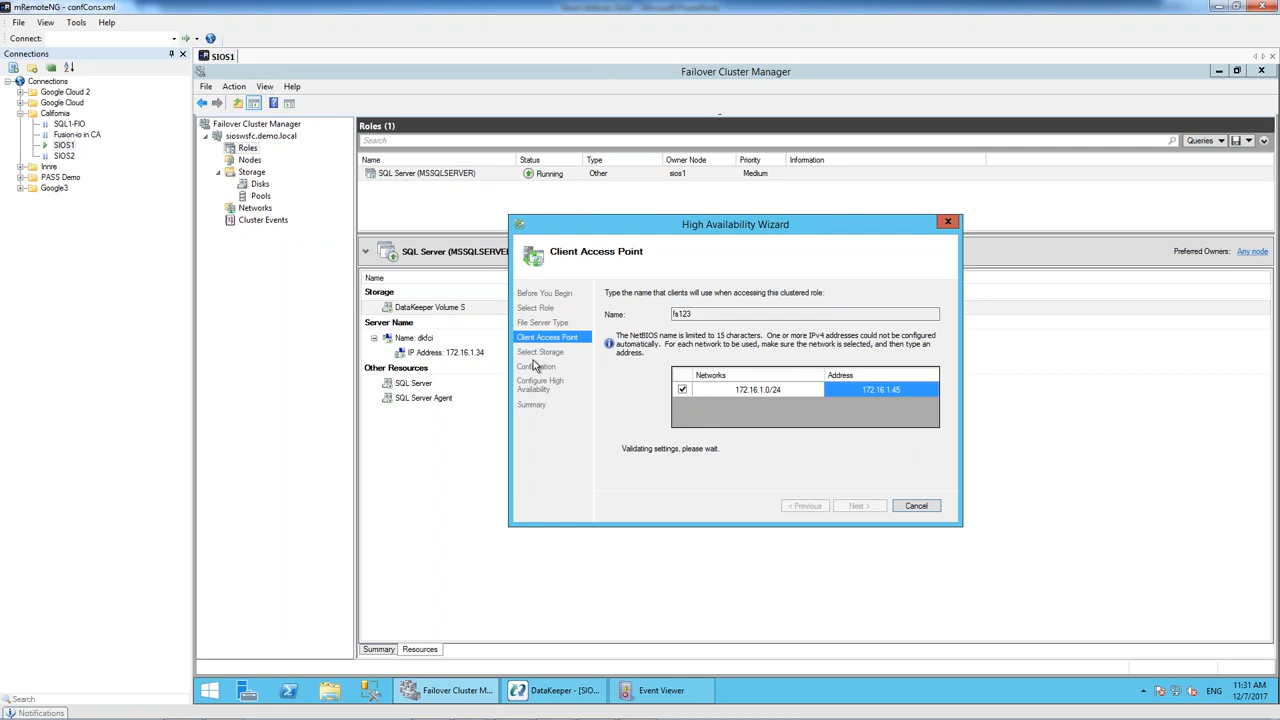 mRemoteNG - confCons.xml
File View Tools Help
Connect:
Connections
Connections
Google Cloud 2
Google Cloud
California
SQL1-FIO
Fusion-io in CA
SIOS1
SIOS2
Innre
PASS Demo
Google3
Search
Notifications
SIOS1
Failover Cluster Manager
File Action View Help
Failover Cluster Manager
sioswsfc.demo.local
Roles
Nodes
Storage
Disks
Pools
Networks
Cluster Events
Roles (1)
Search Queries
Name Status Type Owner Node Priority Information
SQL Server (MSSQLSERVER) Running Other sios1 Medium
SQL Server (MSSQLSERVE Preferred Owners: Any node
Name
Storage
DataKeeper Volume S
Server Name
Name: dkfci
IP Address: 172.16.1.34
Other Resources
SQL Server
SQL Server Agent
Summary Resources
High Availability Wizard
Client Access Point
Before You Begin
Select Role
File Server Type
Client Access Point
Select Storage
Confirmation
Configure High
Availability
Summary
Type the name that clients will use when accessing this clustered role:
Name: fs123
The NetBIOS name is limited to 15 characters. One or more IPv4 addresses could not be configured
automatically. For each network to be used, make sure the network is selected, and then type an
address.
Networks Address
172.16.1.0/24 172.16.1.45
Validating settings, please wait.
< Previous Next > Cancel
Failover Cluster M... DataKeeper - [SIO... Event Viewer
ENG 11:31 AM
12/7/2017